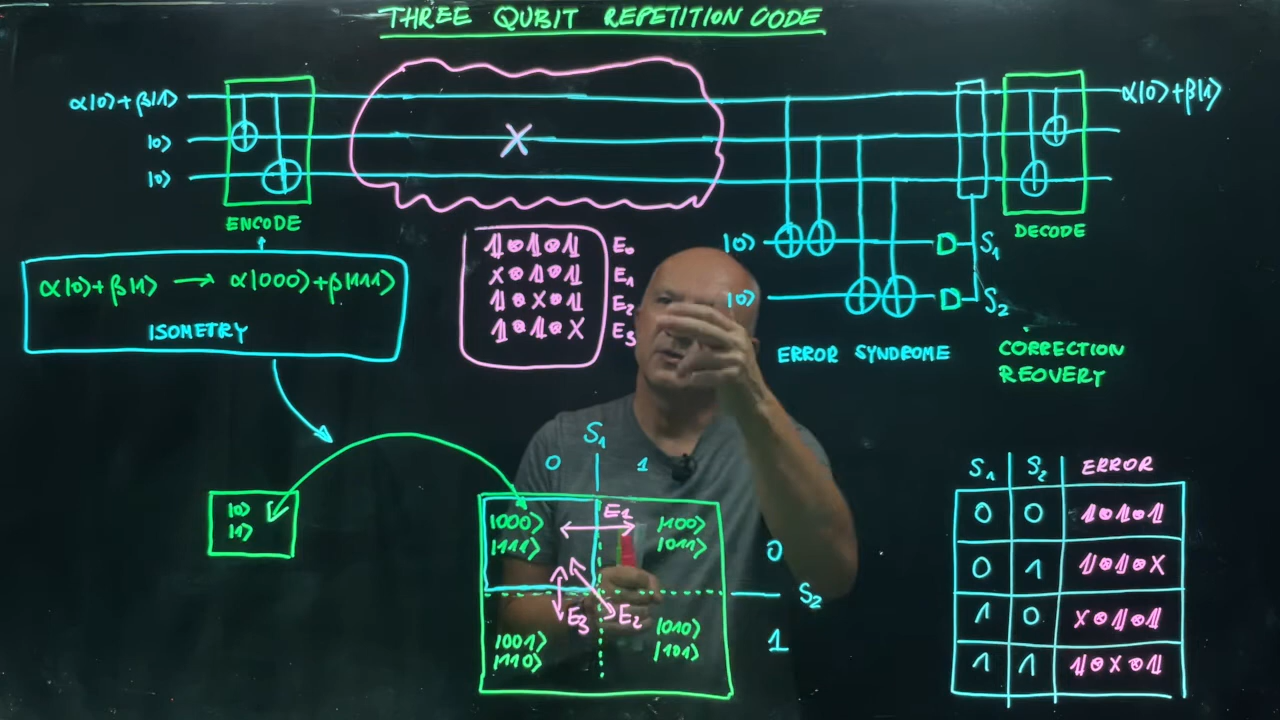 THREE QUBIT REPETITION CODE
α|0⟩+β|1⟩
|0⟩
|0⟩
ENCODE
α|0⟩+β|1⟩ → α|000⟩+β|111⟩
ISOMETRY
X
𝟙⊗𝟙⊗𝟙 E₀
X⊗𝟙⊗𝟙 E₁
𝟙⊗X⊗𝟙 E₂
𝟙⊗𝟙⊗X E₃
|0⟩ D S₁
|0⟩ D S₂
ERROR SYNDROME
α|0⟩+β|1⟩
DECODE
CORRECTION
REOVERY
|0⟩
|1⟩
S₁
0 1
|000⟩ E₁ |100⟩
|111⟩ |011⟩ 0
S₂
E₃ E₂
|001⟩ |010⟩
|110⟩ |101⟩ 1
S₁ S₂ ERROR
0 0 𝟙⊗𝟙⊗𝟙
0 1 𝟙⊗𝟙⊗X
1 0 X⊗𝟙⊗𝟙
1 1 𝟙⊗X⊗𝟙